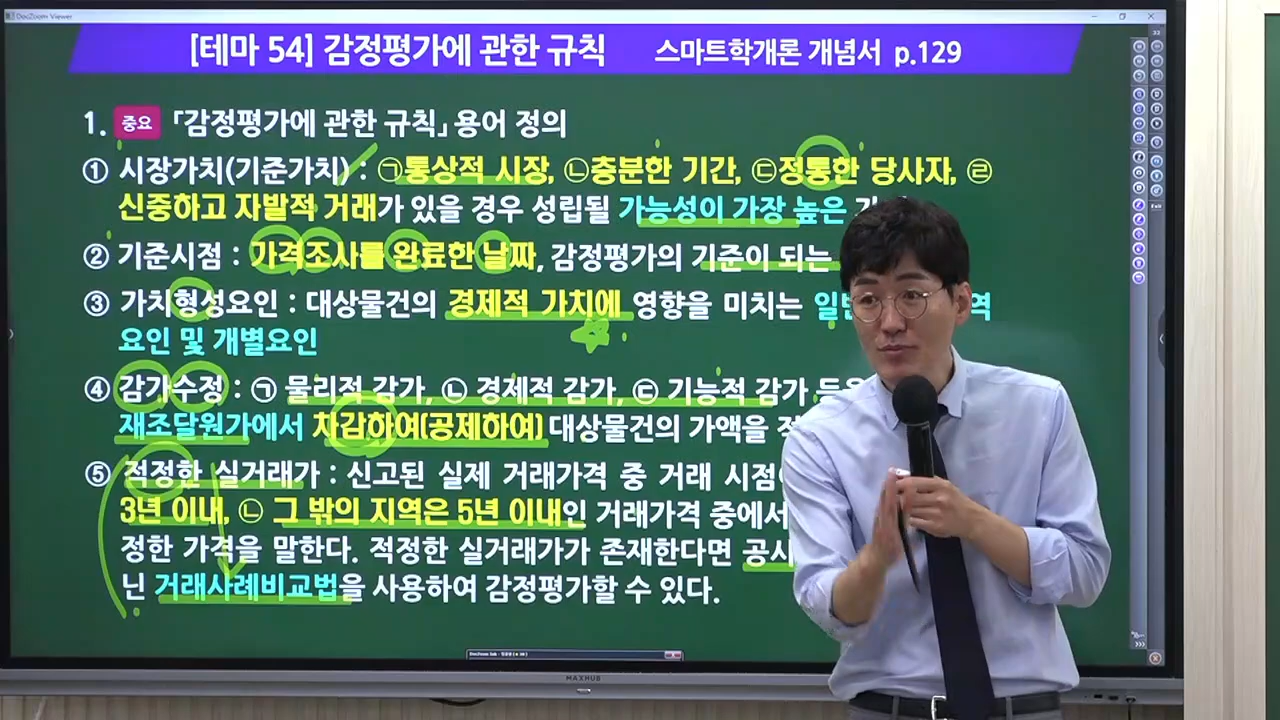 DocZoom Viewer
[테마 54] 감정평가에 관한 규칙 스마트학개론 개념서 p.129
1. 중요 「감정평가에 관한 규칙」 용어 정의
① 시장가치(기준가치) : ㉠통상적 시장, ㉡충분한 기간, ㉢정통한 당사자, ㉣
신중하고 자발적 거래가 있을 경우 성립될 가능성이 가장 높은
② 기준시점 : 가격조사를 완료한 날짜, 감정평가의 기준이 되는
③ 가치형성요인 : 대상물건의 경제적 가치에 영향을 미치는
요인 및 개별요인
④ 감가수정 : ㉠ 물리적 감가, ㉡ 경제적 감가, ㉢ 기능적 감가
재조달원가에서 차감하여(공제하여) 대상물건의 가액을
⑤ 적정한 실거래가 : 신고된 실제 거래가격 중 거래
3년 이내, ㉡ 그 밖의 지역은 5년 이내인 거래가격 중에서
정한 가격을 말한다. 적정한 실거래가가 존재한다면
닌 거래사례비교법을 사용하여 감정평가할 수 있다.
MAXHUB